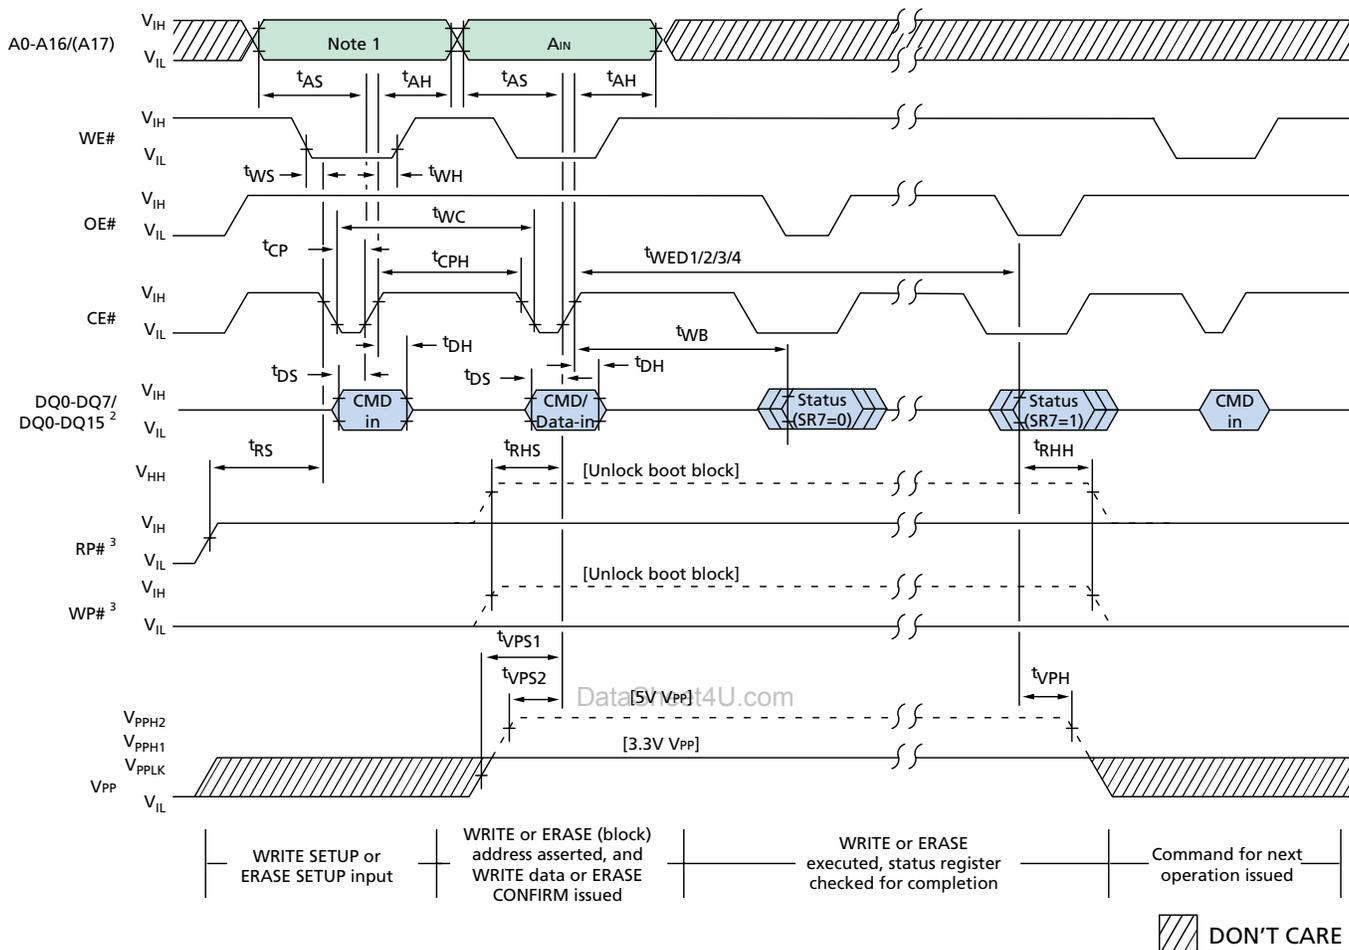 A0-A16/(A17)
VIH
VIL
Note 1
AIN
tAS
tAH
tAS
tAH
WE#
VIH
VIL
tWS
tWH
OE#
VIH
VIL
tWC
tCP
tCPH
tWED1/2/3/4
CE#
VIH
VIL
tWB
tDH
tDS
tDS
tDH
DQ0-DQ7/
DQ0-DQ15 2
VIH
VIL
CMD
in
CMD/
Data-in
Status
(SR7=0)
Status
(SR7=1)
CMD
in
tRS
tRHS
tRHH
VHH
[Unlock boot block]
VIH
RP# 3
VIL
VIH
[Unlock boot block]
WP# 3
VIL
tVPS1
tVPS2
tVPH
DataSheet4U.com
[5V VPP]
VPPH2
VPPH1
[3.3V VPP]
VPPLK
VPP
VIL
WRITE SETUP or
ERASE SETUP input
WRITE or ERASE (block)
address asserted, and
WRITE data or ERASE
CONFIRM issued
WRITE or ERASE
executed, status register
checked for completion
Command for next
operation issued
DON'T CARE